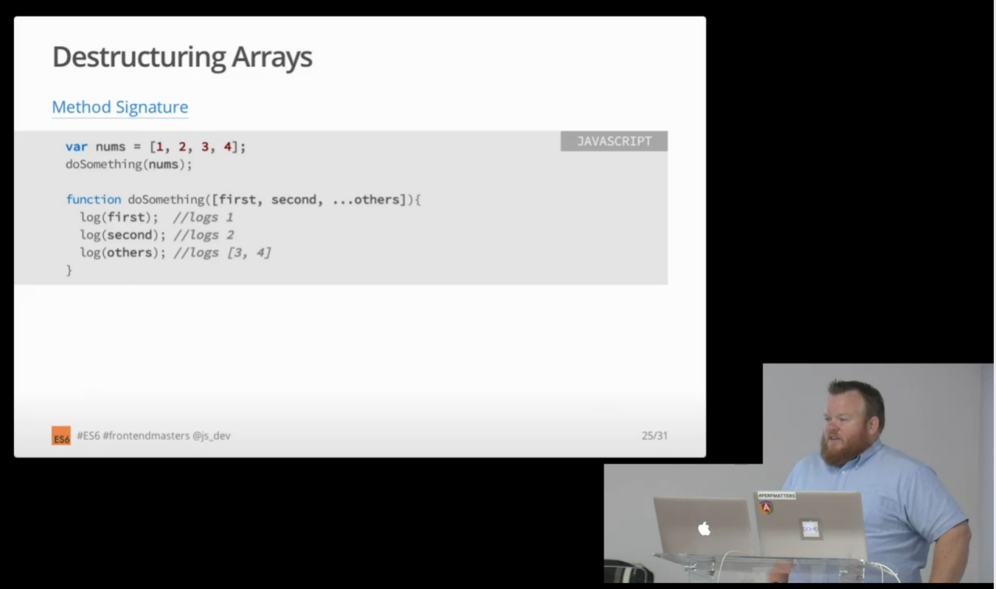 Destructuring Arrays
Method Signature
JAVASCRIPT
var nums = [1, 2, 3, 4];
doSomething(nums);
function doSomething([first, second, ...others]){
log(first); //logs 1
log(second); //logs 2
log(others); //logs [3, 4]
}
ES6 #ES6 #frontendmasters @js_dev
25/31
#PERFMATTERS
A